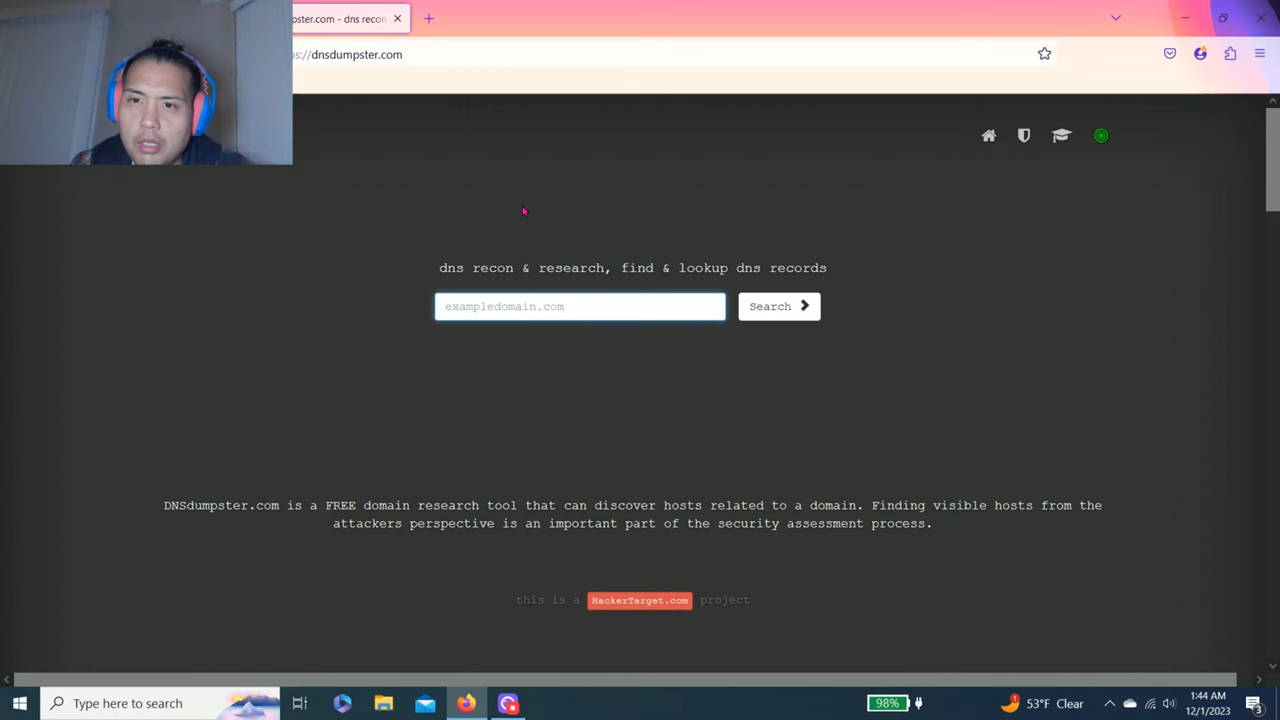 pster.com - dns recon
ps://dnsdumpster.com
dns recon & research, find & lookup dns records
exampledomain.com
Search
DNSdumpster.com is a FREE domain research tool that can discover hosts related to a domain. Finding visible hosts from the
attackers perspective is an important part of the security assessment process.
this is a HackerTarget.com project
Type here to search
98%
1
53°F Clear
1:44 AM
12/1/2023
3